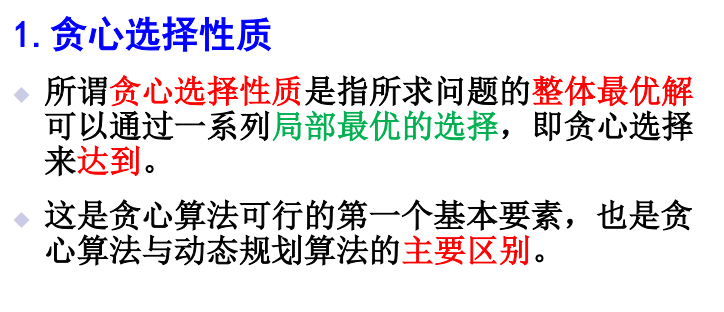 1.贪心选择性质
所谓贪心选择性质是指所求问题的整体最优解
可以通过一系列局部最优的选择，即贪心选择
来达到。
这是贪心算法可行的第一个基本要素，也是贪
心算法与动态规划算法的主要区别。